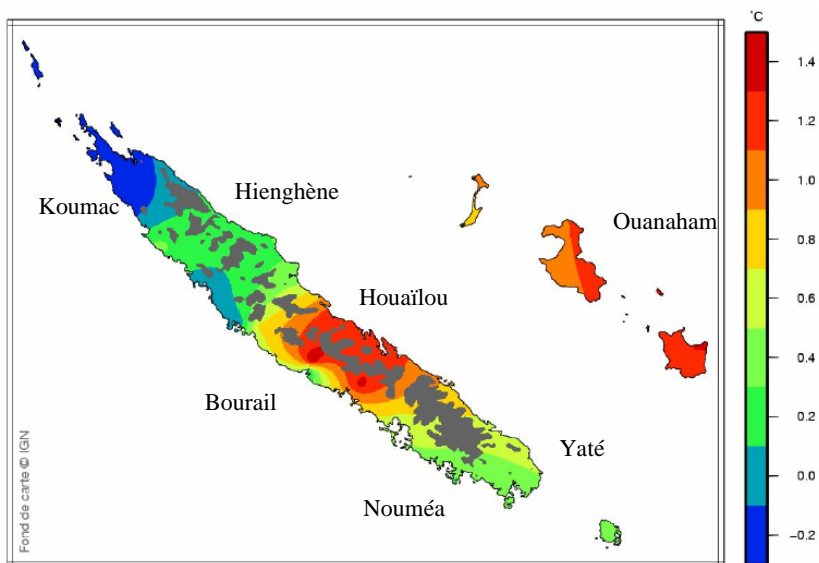 °C
Hienghène
Koumac
Ouanaham
Houaïlou
Bourail
Yaté
Nouméa
Fond de carte © IGN
1.4
1.2
1.0
0.8
0.6
0.4
0.2
0.0
−0.2